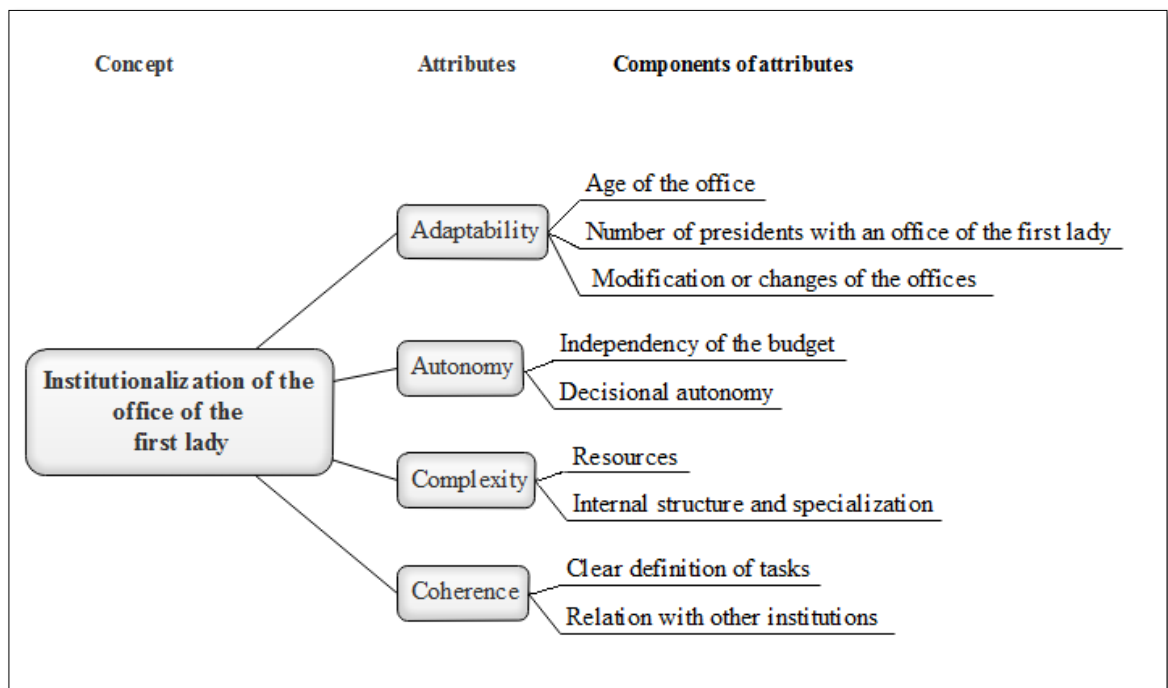 Concept
Attributes
Components of attributes
Age of the office
Adaptability
Number of presidents with an office of the first lady
Modification or changes of the offices
Institutionalization of the
office of the
first lady
Autonomy
Independency of the budget
Decisional autonomy
Complexity
Resources
Internal structure and specialization
Coherence
Clear definition of tasks
Relation with other institutions